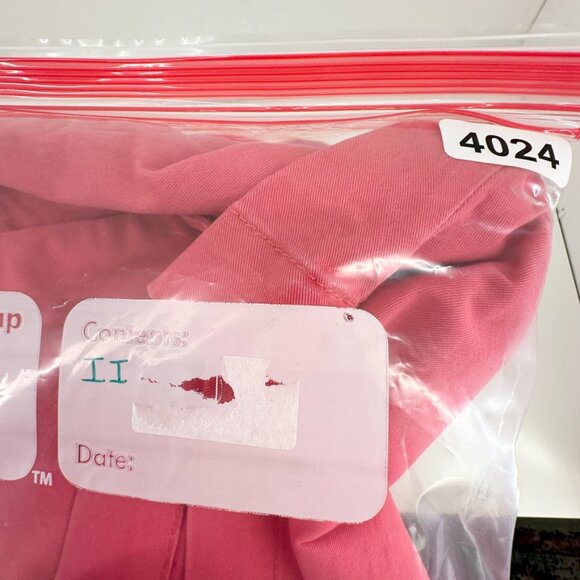 4024
up
Contents:
II
Date:
TM